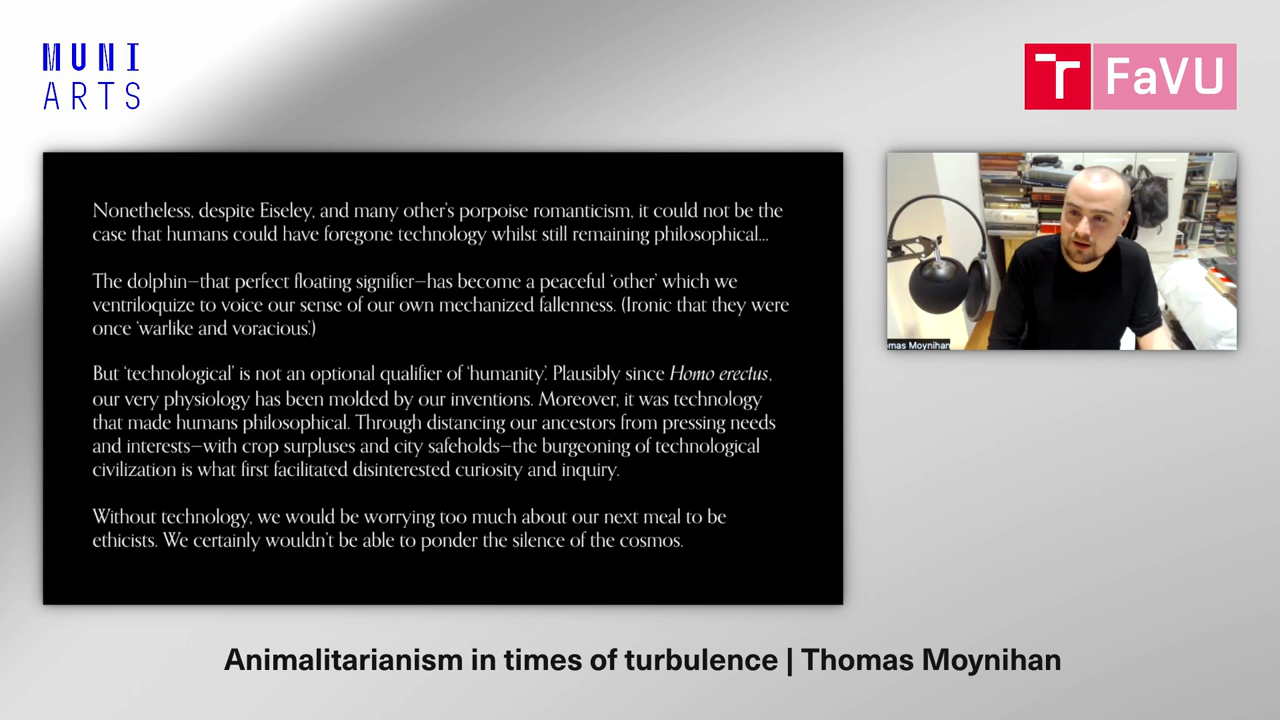 MUNI
ARTS
T FaVU
Nonetheless, despite Eiseley, and many other's porpoise romanticism, it could not be the
case that humans could have foregone technology whilst still remaining philosophical...
The dolphin—that perfect floating signifier—has become a peaceful 'other' which we
ventriloquize to voice our sense of our own mechanized fallenness. (Ironic that they were
once 'warlike and voracious'.)
But 'technological' is not an optional qualifier of 'humanity'. Plausibly since Homo erectus,
our very physiology has been molded by our inventions. Moreover, it was technology
that made humans philosophical. Through distancing our ancestors from pressing needs
and interests—with crop surpluses and city safeholds—the burgeoning of technological
civilization is what first facilitated disinterested curiosity and inquiry.
Without technology, we would be worrying too much about our next meal to be
ethicists. We certainly wouldn't be able to ponder the silence of the cosmos.
omas Moynihan
Animalitarianism in times of turbulence | Thomas Moynihan